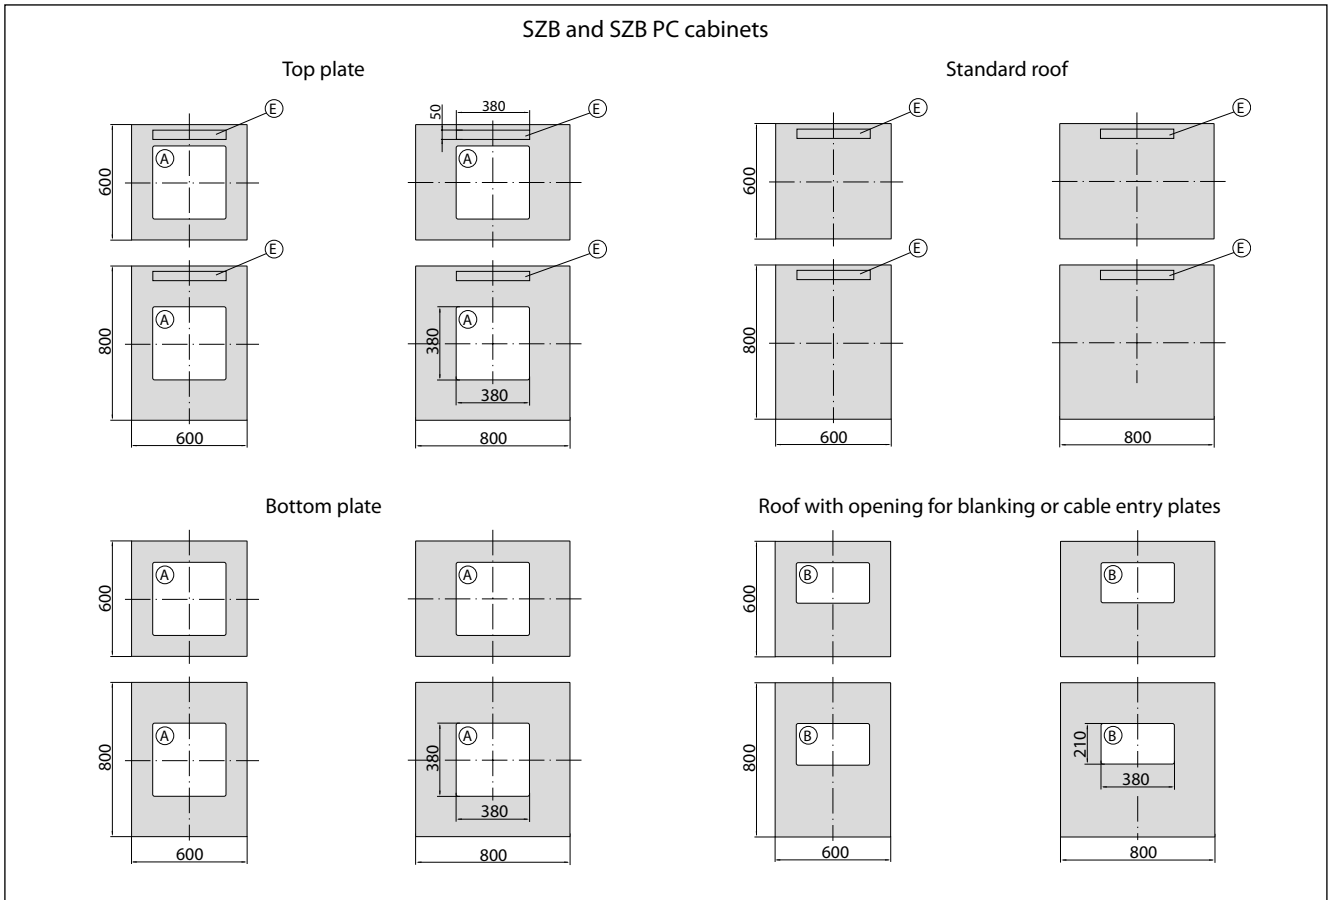 SZB and SZB PC cabinets
Top plate
Standard roof
E
50
380
E
E
E
A
A
600
600
E
E
E
E
A
A
800
380
800
380
600
800
600
800
Bottom plate
Roof with opening for blanking or cable entry plates
A
A
B
B
600
600
A
A
B
B
800
380
800
210
380
380
600
800
600
800